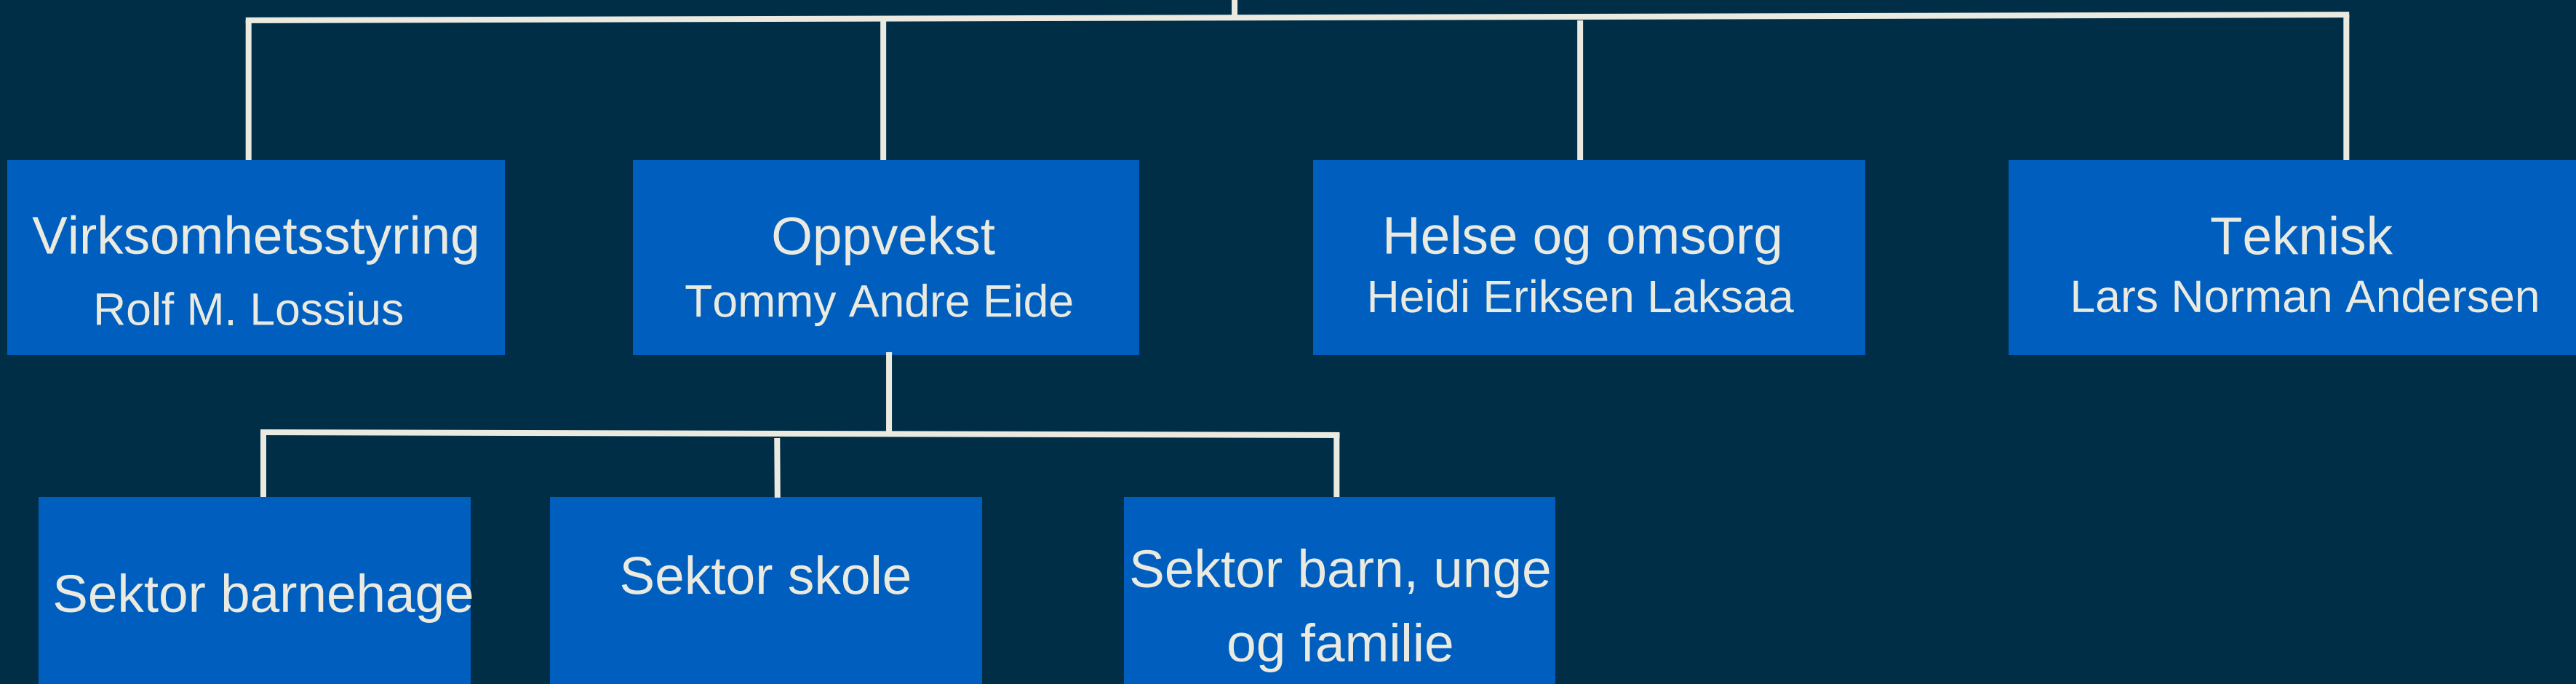 Virksomhetsstyring
Rolf M. Lossius
Oppvekst
Tommy Andre Eide
Helse og omsorg
Heidi Eriksen Laksaa
Teknisk
Lars Norman Andersen
Sektor barnehage
Sektor skole
Sektor barn, unge
og familie